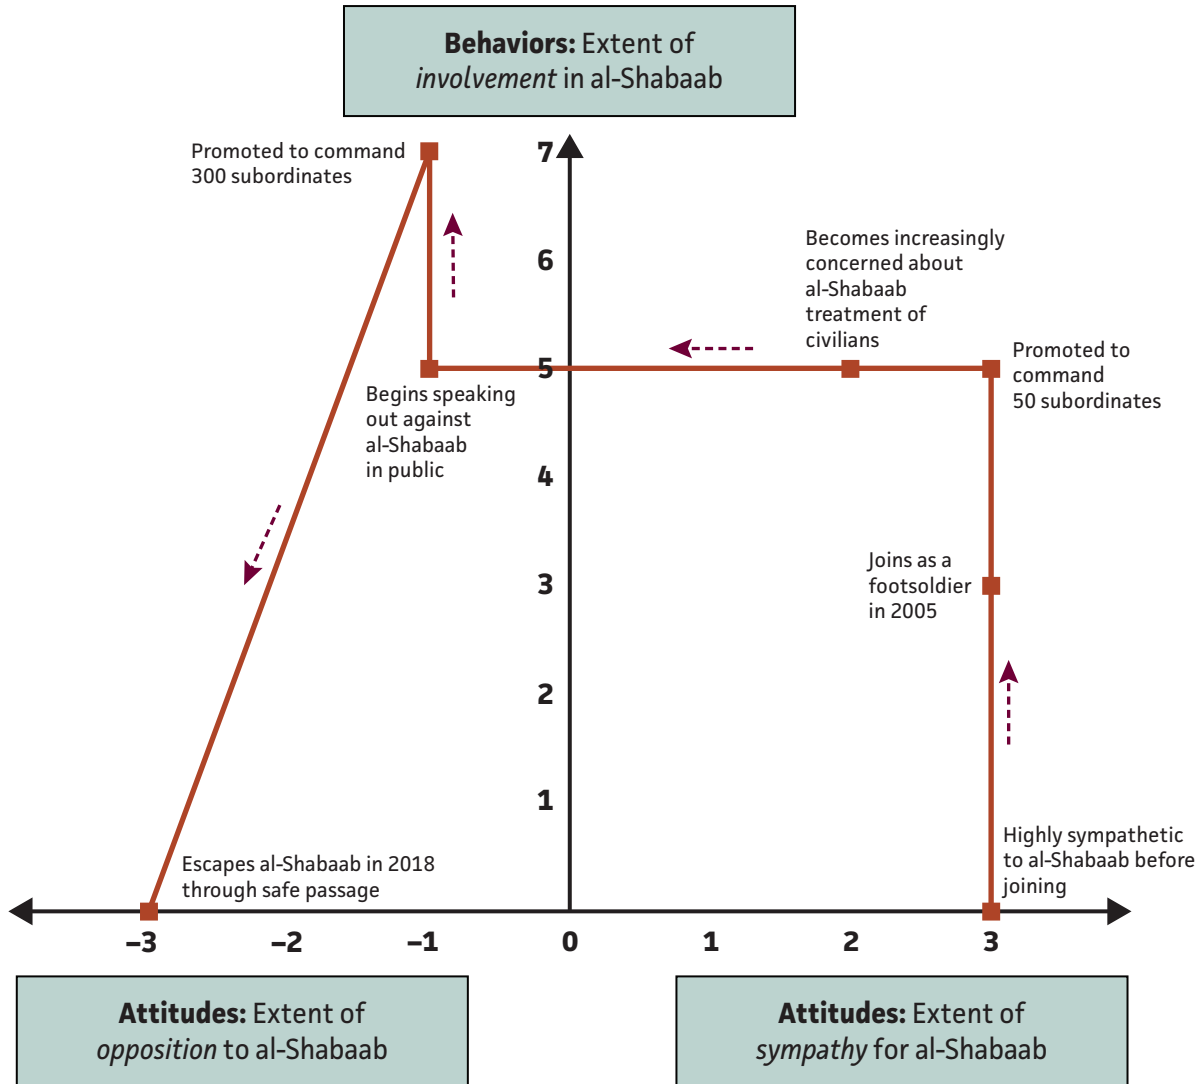 Behaviors: Extent of
involvement in al-Shabaab
Promoted to command
300 subordinates
7
6
5
4
3
2
1
Becomes increasingly
concerned about
al-Shabaab
treatment of
civilians
Promoted to
command
50 subordinates
Begins speaking
out against
al-Shabaab
in public
Joins as a
footsoldier
in 2005
Highly sympathetic
to al-Shabaab before
joining
Escapes al-Shabaab in 2018
through safe passage
–3 –2 –1 0 1 2 3
Attitudes: Extent of
opposition to al-Shabaab
Attitudes: Extent of
sympathy for al-Shabaab